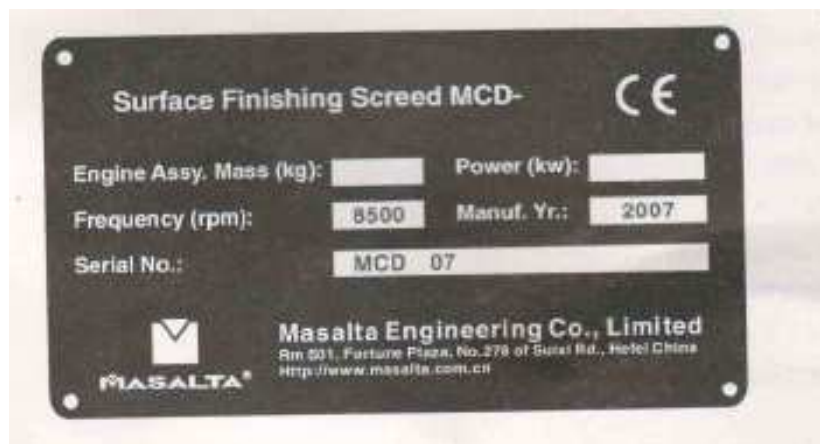 Surface Finishing Screed MCD-
CE
Engine Assy. Mass (kg):
Power (kw):
Frequency (rpm): 8500
Manuf. Yr.: 2007
Serial No.: MCD 07
Masalta Engineering Co., Limited
Rm 501, Fortune Plaza, No.278 of Suixi Rd., Hefei China
Http://www.masalta.com.cn
MASALTA®